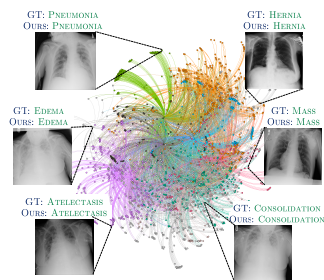 GT: Pneumonia
Ours: Pneumonia
GT: Hernia
Ours: Hernia
GT: Edema
Ours: Edema
GT: Mass
Ours: Mass
GT: Atelectasis
Ours: Atelectasis
GT: Consolidation
Ours: Consolidation